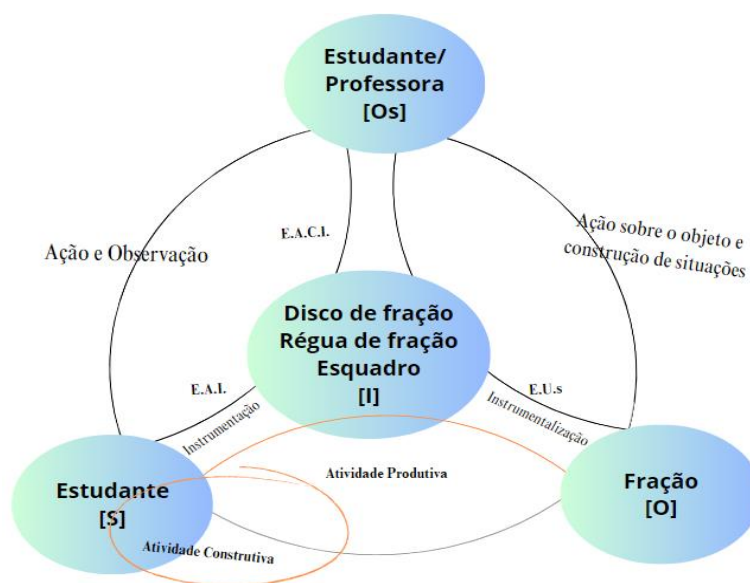 Estudante/
Professora
[Os]
E.A.C.I.
Ação e Observação
Ação sobre o objeto e
construção de situações
Disco de fração
Régua de fração
Esquadro
[I]
E.A.I.
Instrumentação
E.U.s
Instrumentalização
Atividade Produtiva
Estudante
[S]
Fração
[O]
Atividade Construtiva